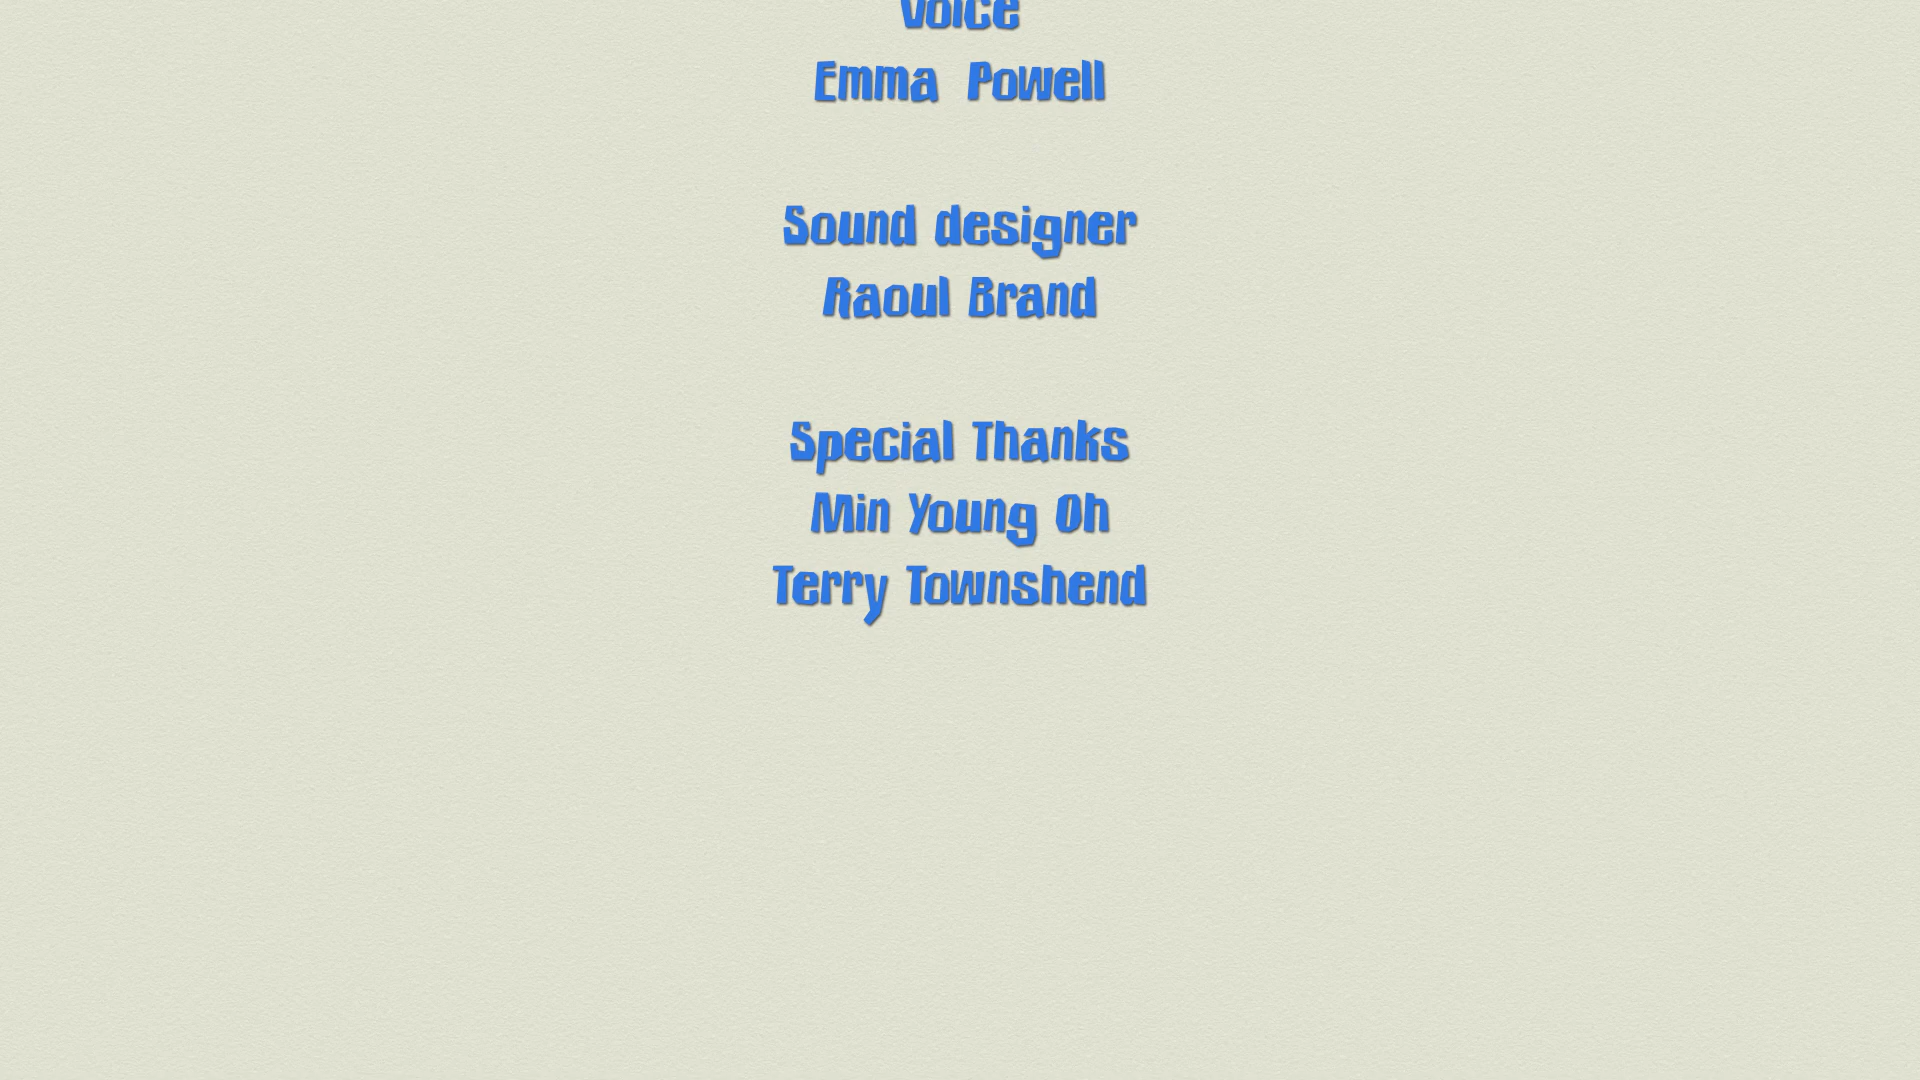 Voice
Emma Powell
Sound designer
Raoul Brand
Special Thanks
Min Young Oh
Terry Townshend